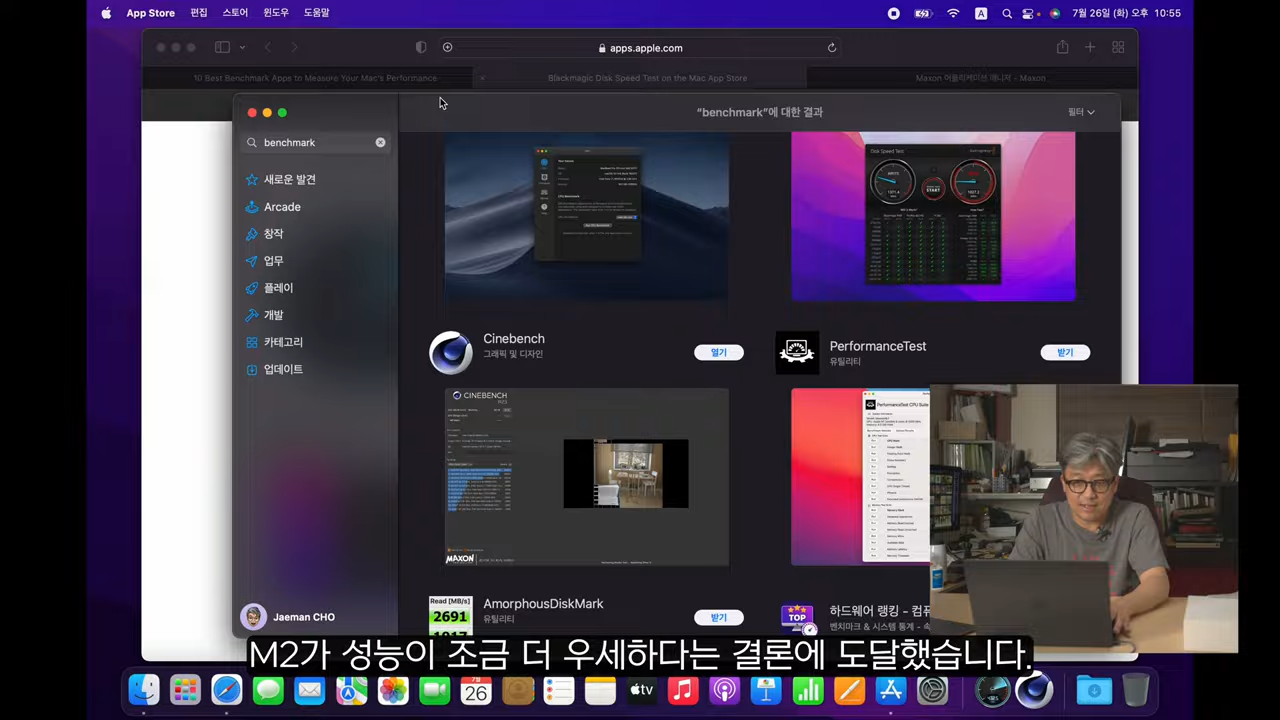 App Store 편집 스토어 윈도우 도움말
A 7월 26일 (화) 오후 10:55
apps.apple.com
10 Best Benchmark Apps to Measure Your Mac's Performance
Blackmagic Disk Speed Test on the Mac App Store
Maxon 어플리케이션 매니저 - Maxon
"benchmark"에 대한 결과
필터
benchmark
새로운 발견
Arcade
창작
업무
플레이
개발
카테고리
업데이트
Jaeman CHO
Disk Speed Test
START
Cinebench
그래픽 및 디자인
열기
PerformanceTest
유틸리티
받기
CINEBENCH
MAXON
PerformanceTest CPU Suite
Read [MB/s]
2691
AmorphousDiskMark
유틸리티
받기
TOP
하드웨어 랭킹 - 컴퓨
벤치마크 & 시스템 통계 -
M2가 성능이 조금 더 우세하다는 결론에 도달했습니다.
JUL
26
tv